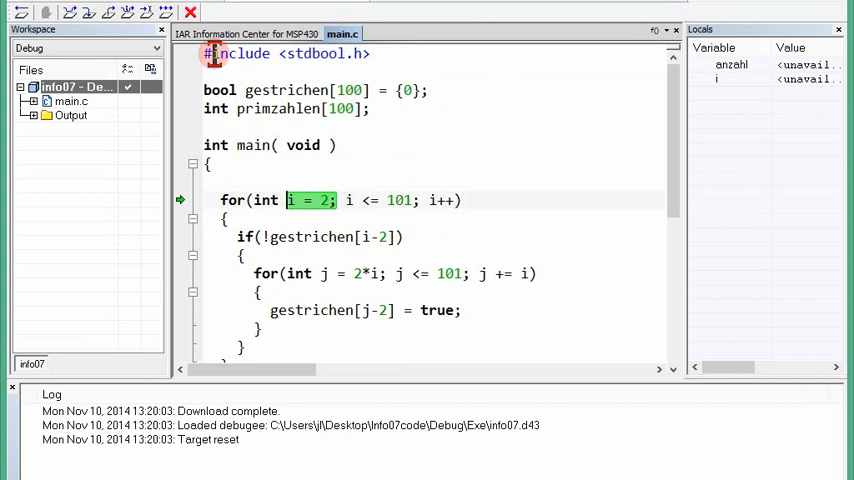 Workspace
Debug
Files
info07 - De...
main.c
Output
info07
IAR Information Center for MSP430
main.c
f0
#include <stdbool.h>
bool gestrichen[100] = {0};
int primzahlen[100];
int main( void )
{
for(int i = 2; i <= 101; i++)
{
if(!gestrichen[i-2])
{
for(int j = 2*i; j <= 101; j += i)
{
gestrichen[j-2] = true;
}
}
Locals
Variable Value
anzahl <unavail...
i <unavail...
Log
Mon Nov 10, 2014 13:20:03: Download complete.
Mon Nov 10, 2014 13:20:03: Loaded debugee: C:\Users\jl\Desktop\Info07code\Debug\Exe\info07.d43
Mon Nov 10, 2014 13:20:03: Target reset